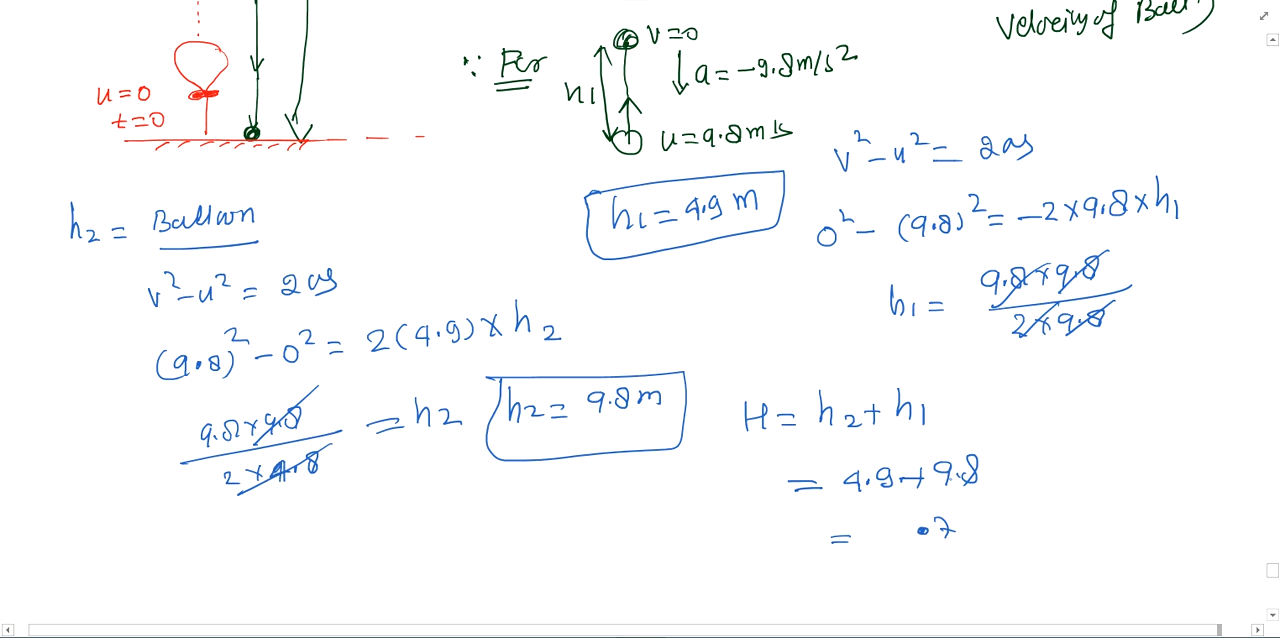 Velocity of Ball
∵ For
v=0
a=-9.8m/s²
h1
u=9.8m/s
u=0
t=0
h2 = Balloon
v²-u² = 2as
(9.8)²-0² = 2(4.9)×h2
9.8×9.8
2×4.9
=h2
h2= 9.8m
h1=4.9 m
v²-u²= 2as
0²- (9.8)²=-2×9.8×h1
h1= 9.8×9.8
2×9.8
H= h2+h1
= 4.9+9.8
= .7